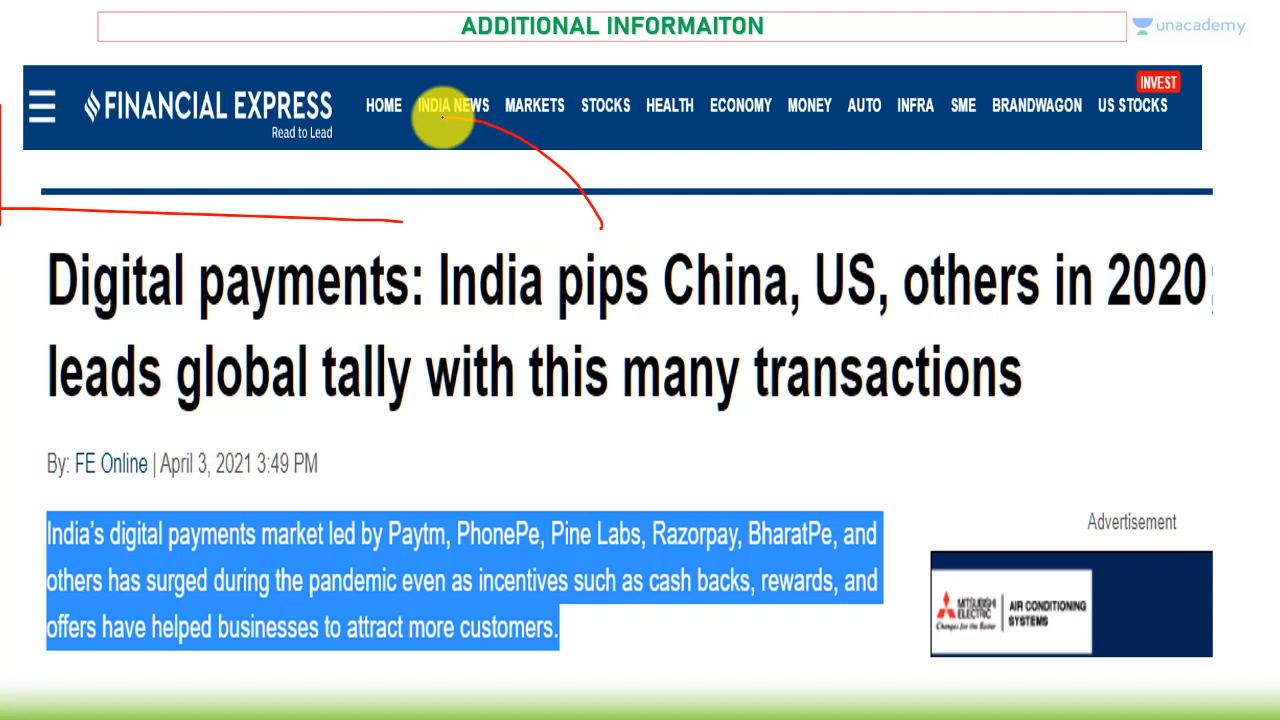 ADDITIONAL INFORMAITON
unacademy
INVEST
FINANCIAL EXPRESS
Read to Lead
HOME INDIA NEWS MARKETS STOCKS HEALTH ECONOMY MONEY AUTO INFRA SME BRANDWAGON US STOCKS
Digital payments: India pips China, US, others in 2020;
leads global tally with this many transactions
By: FE Online | April 3, 2021 3:49 PM
India's digital payments market led by Paytm, PhonePe, Pine Labs, Razorpay, BharatPe, and
others has surged during the pandemic even as incentives such as cash backs, rewards, and
offers have helped businesses to attract more customers.
Advertisement
MITSUBISHI
ELECTRIC
Changes for the Better
AIR CONDITIONING
SYSTEMS